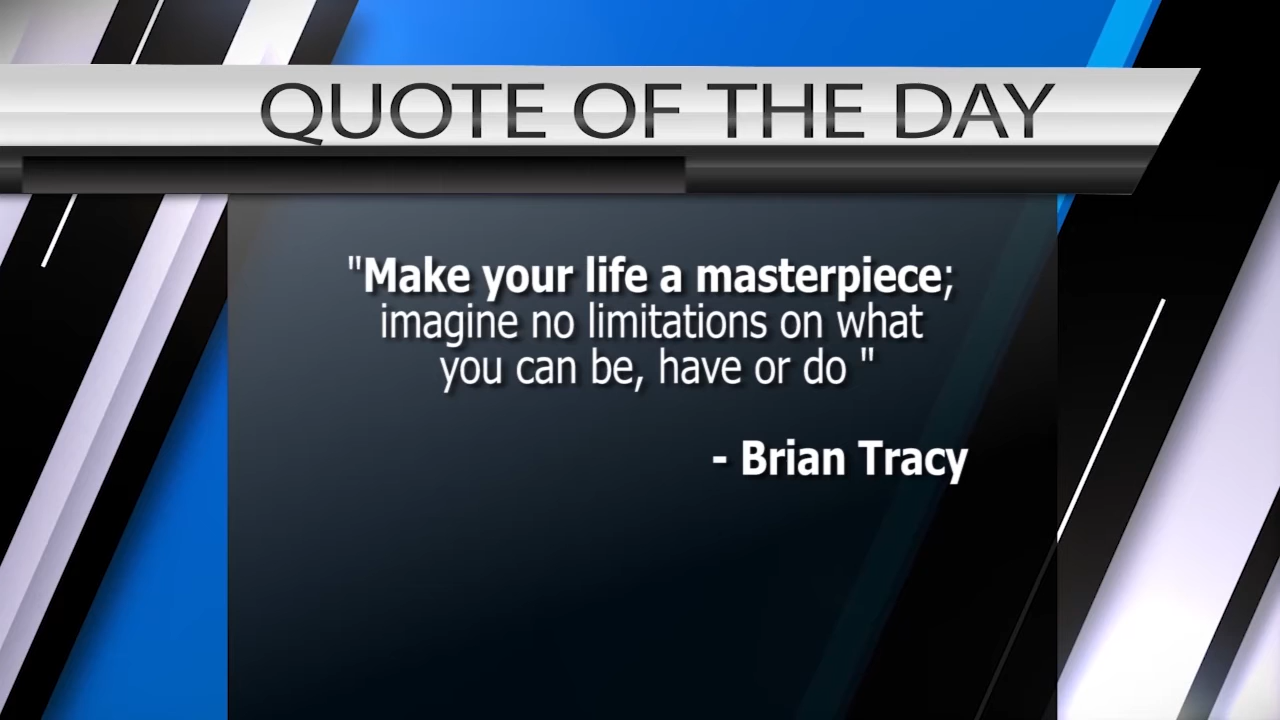 QUOTE OF THE DAY
"Make your life a masterpiece;
imagine no limitations on what
you can be, have or do "
- Brian Tracy